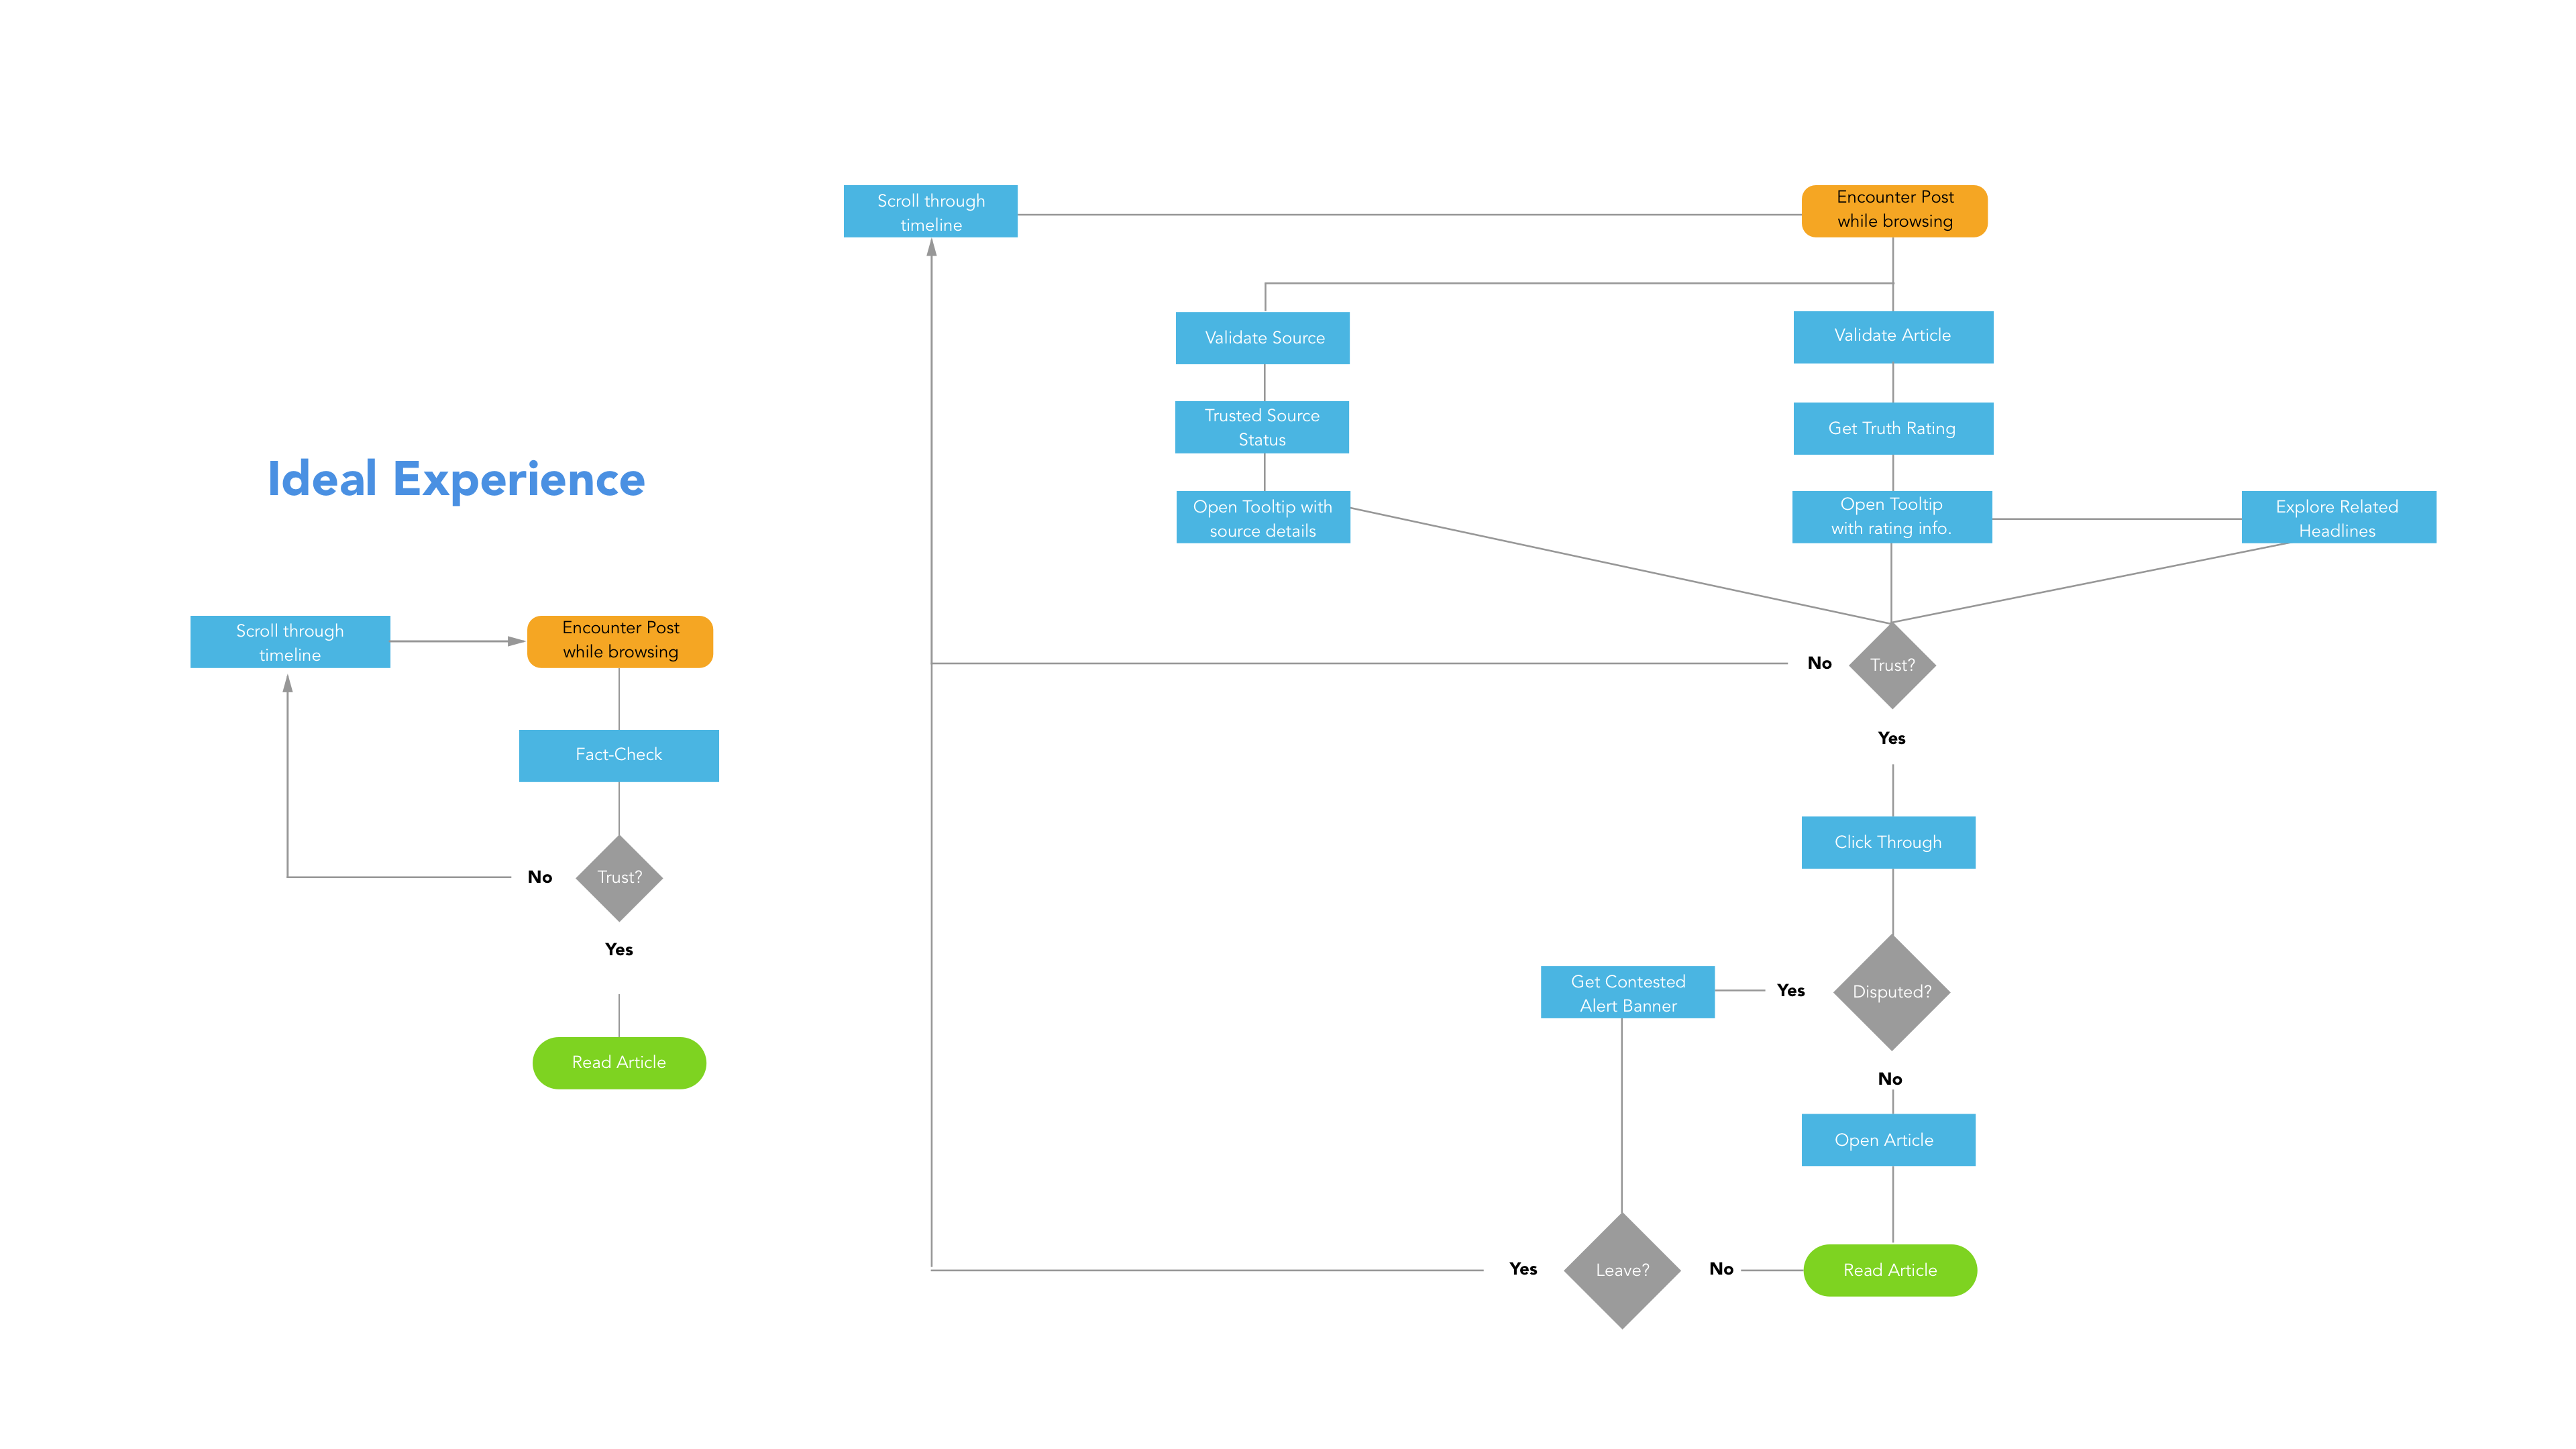 Ideal Experience
Scroll through
timeline
Encounter Post
while browsing
Fact-Check
Trust?
No
Yes
Read Article
Scroll through
timeline
Encounter Post
while browsing
Validate Source
Validate Article
Trusted Source
Status
Get Truth Rating
Open Tooltip with
source details
Open Tooltip
with rating info.
Explore Related
Headlines
No
Trust?
Yes
Click Through
Get Contested
Alert Banner
Yes
Disputed?
No
Open Article
Yes
Leave?
No
Read Article